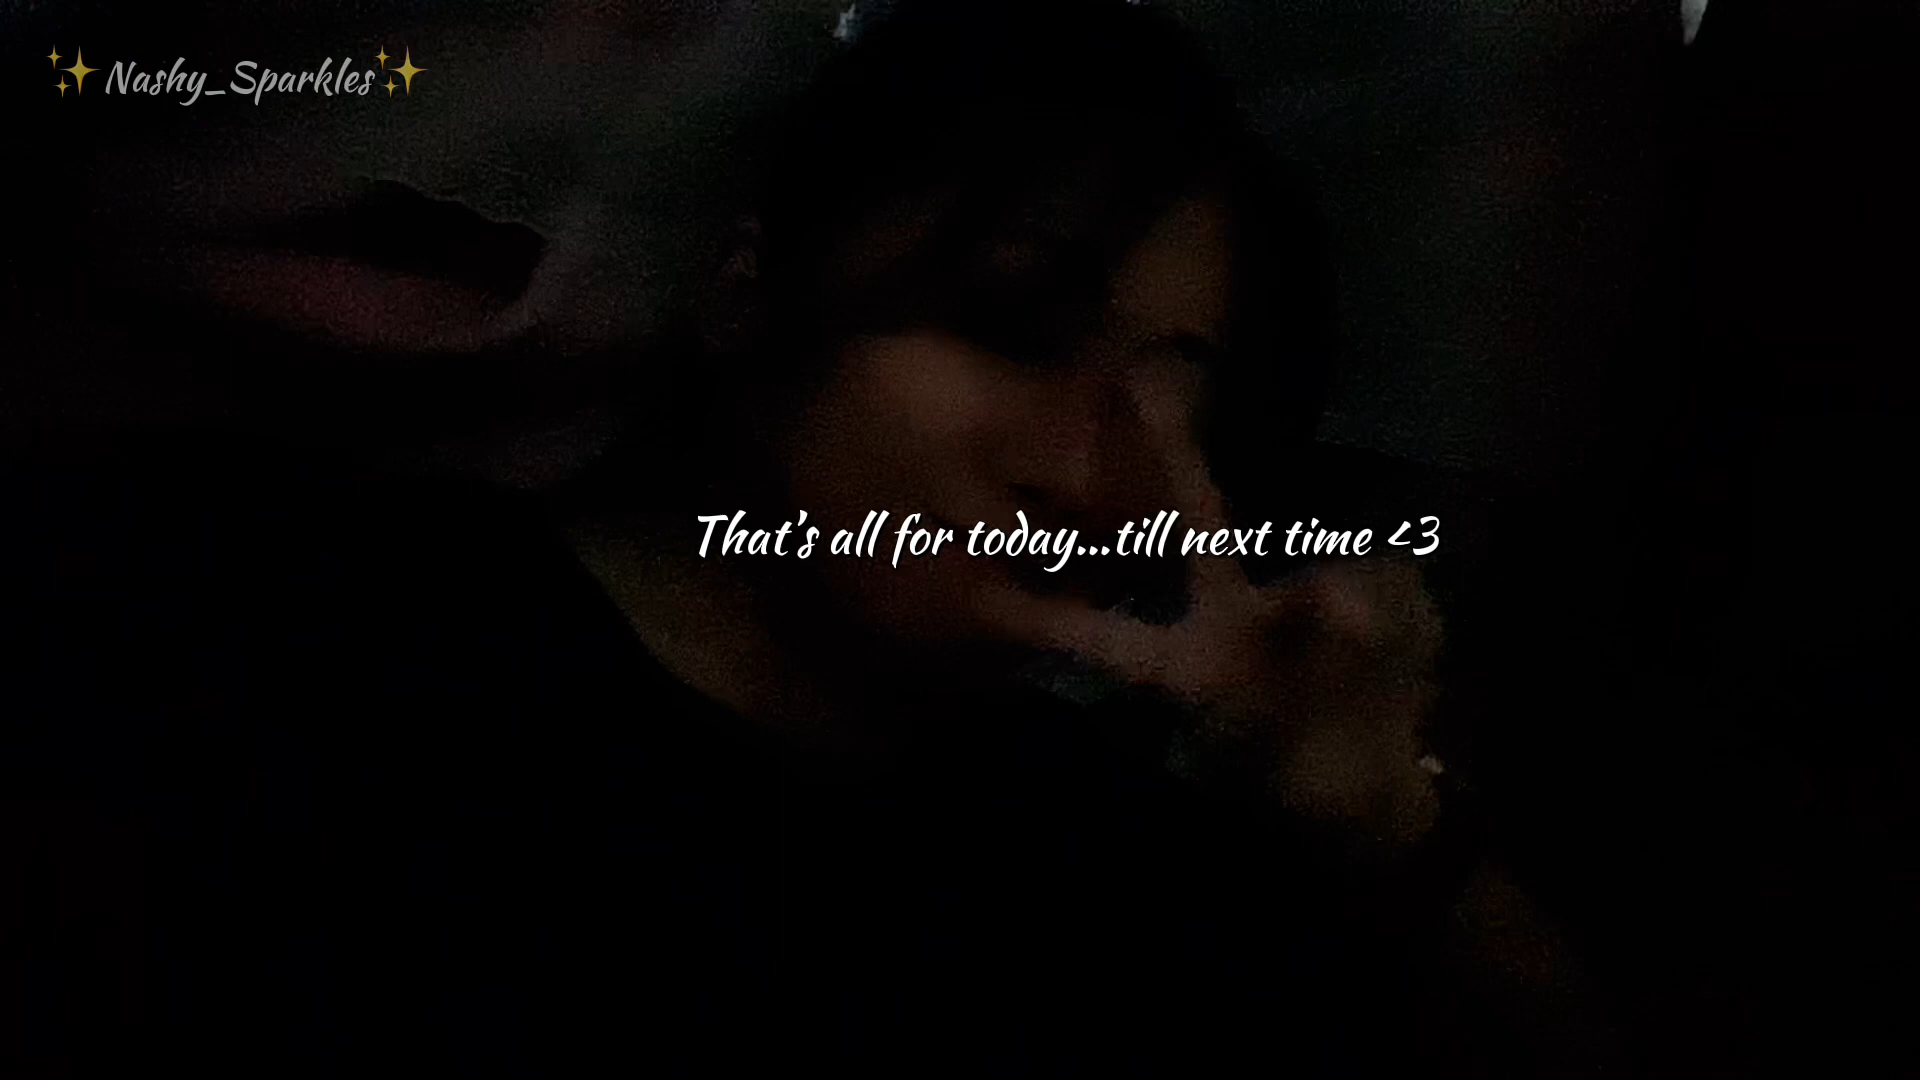 ✨Nashy_Sparkles✨
That's all for today...till next time <3